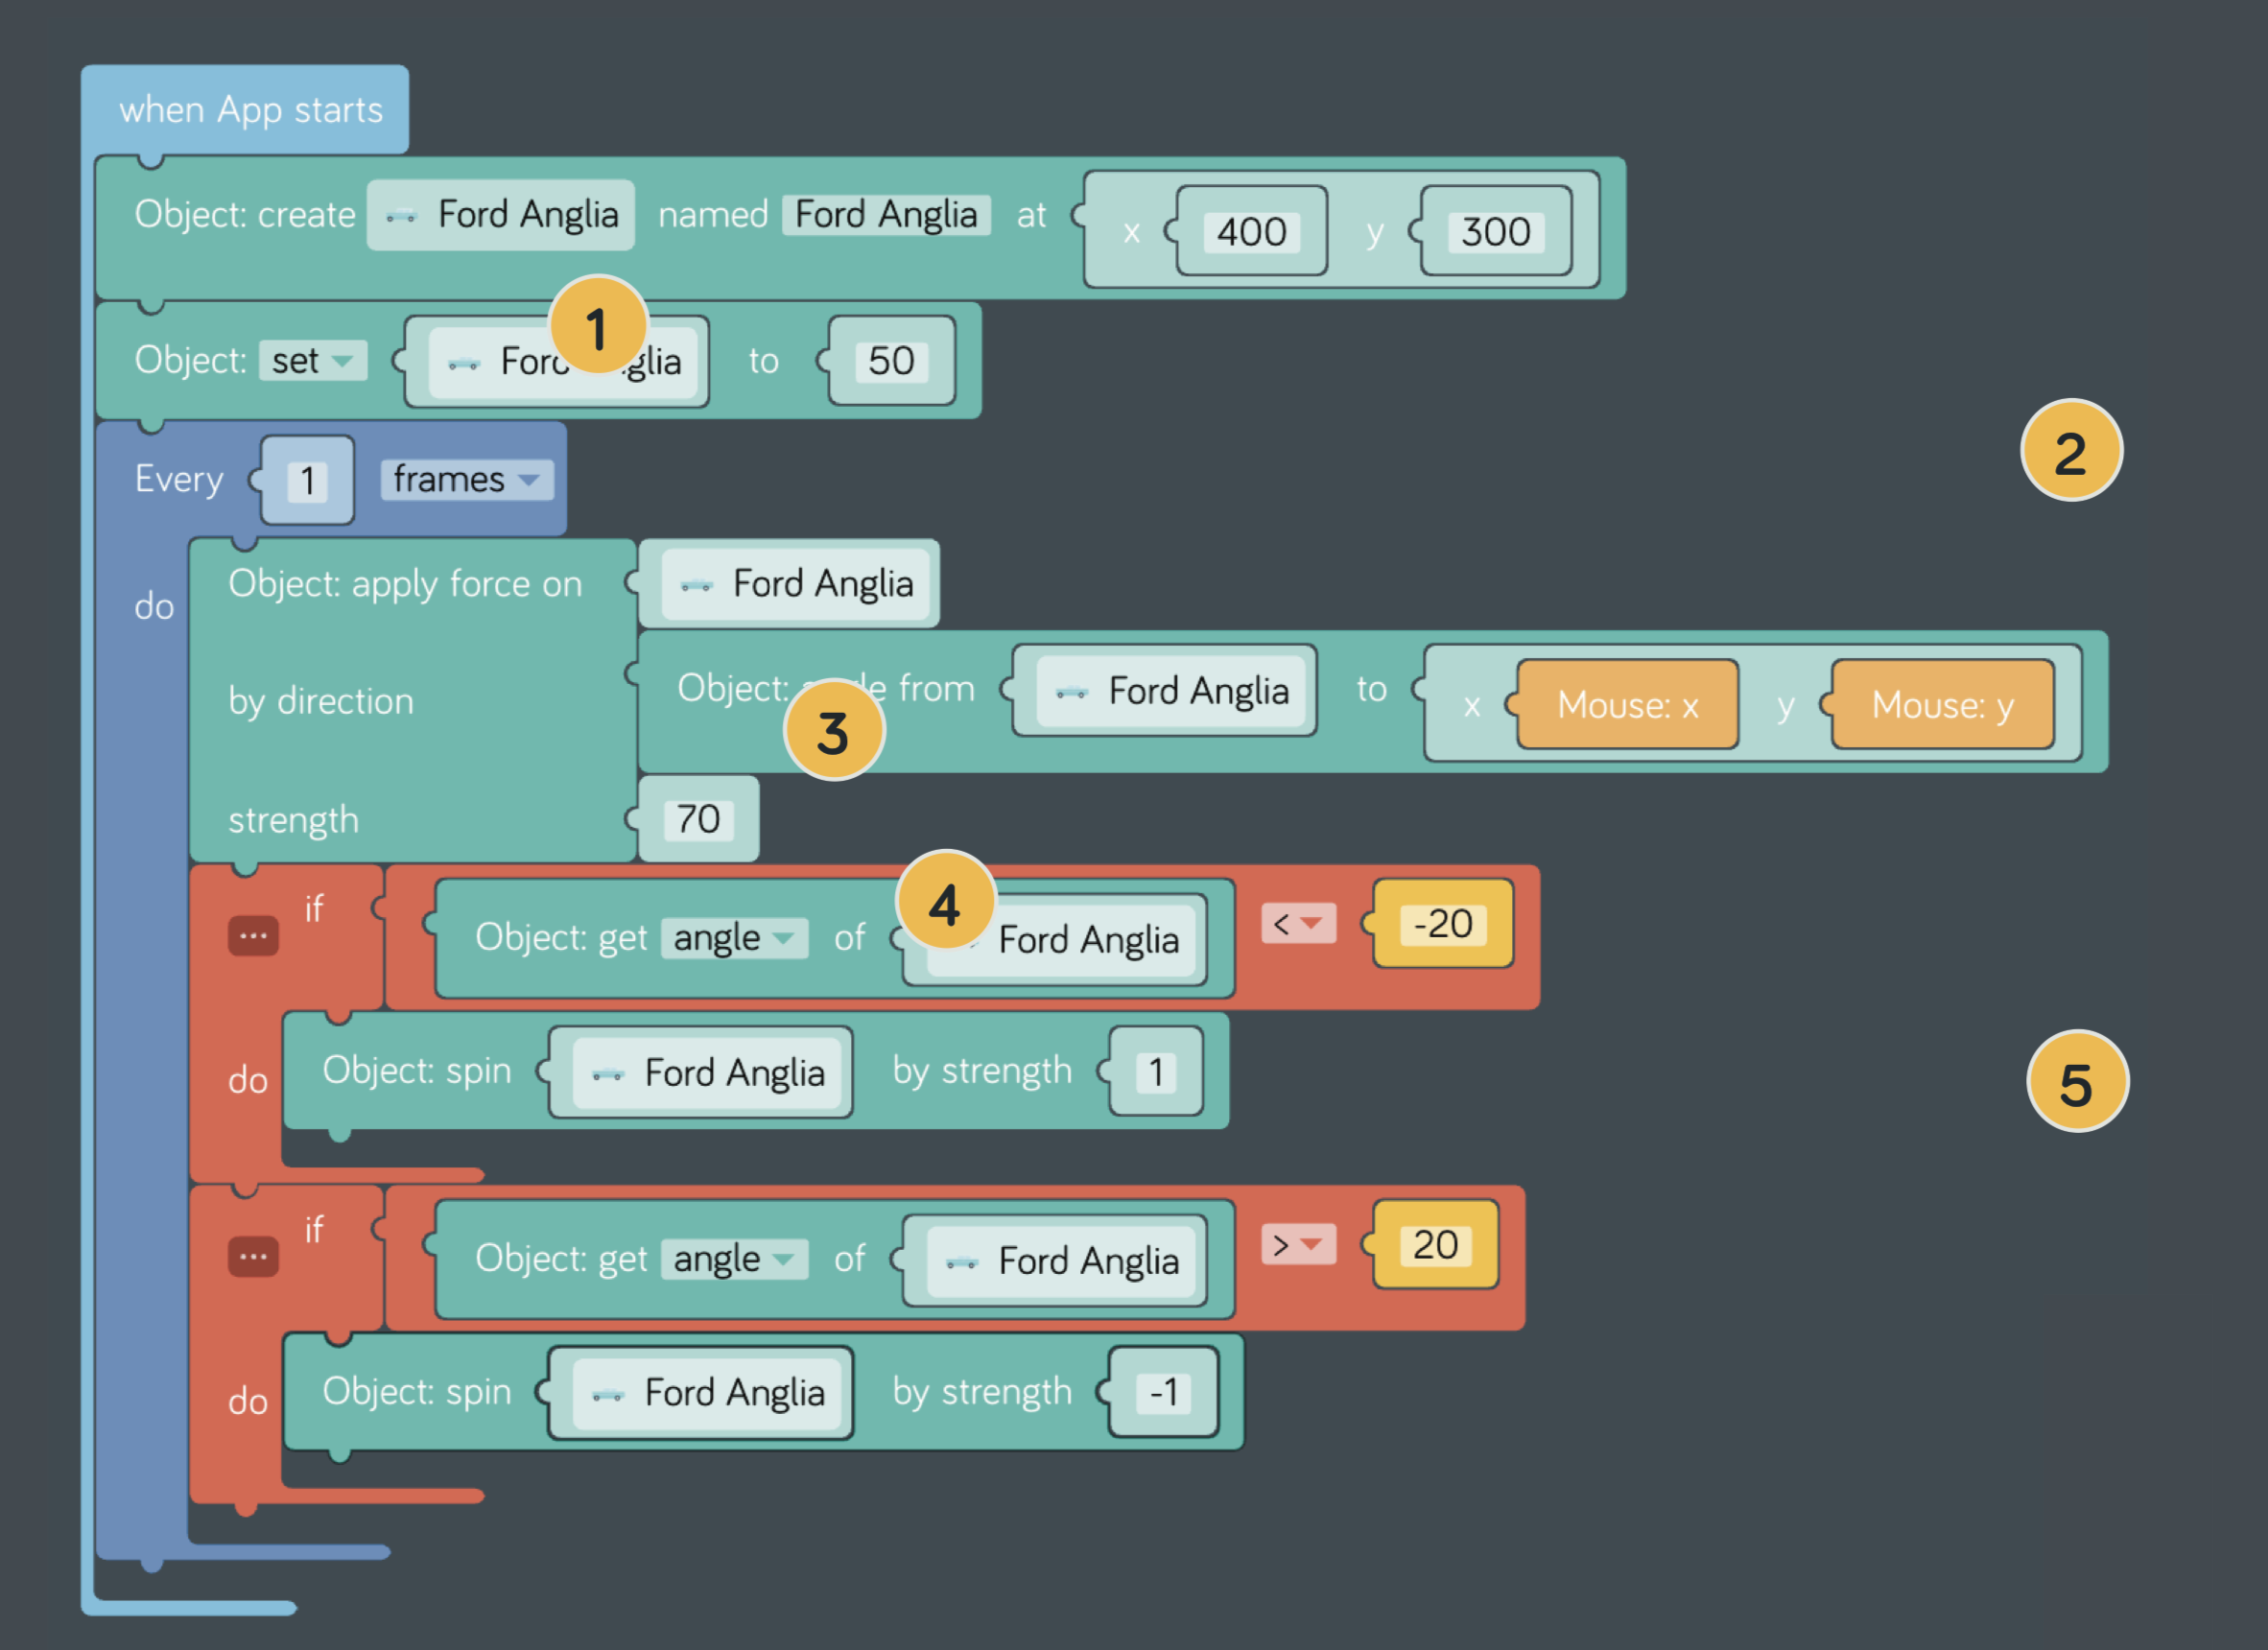 when App starts
Object: create Ford Anglia named Ford Anglia at x 400 y 300
1
Object: set to 50
2
Every 1 frames
do
Object: apply force on Ford Anglia
by direction Object: from Ford Anglia to x Mouse: x y Mouse: y
3
strength 70
4
if Object: get angle of Ford Anglia < -20
do Object: spin Ford Anglia by strength 1
5
if Object: get angle of Ford Anglia > 20
do Object: spin Ford Anglia by strength -1